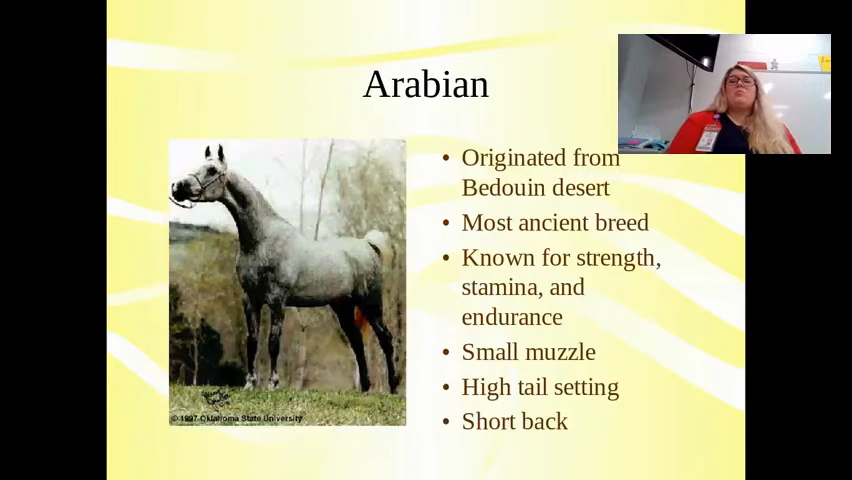 Arabian
• Originated from
Bedouin desert
• Most ancient breed
• Known for strength,
stamina, and
endurance
• Small muzzle
• High tail setting
• Short back
© 1997 Oklahoma State University